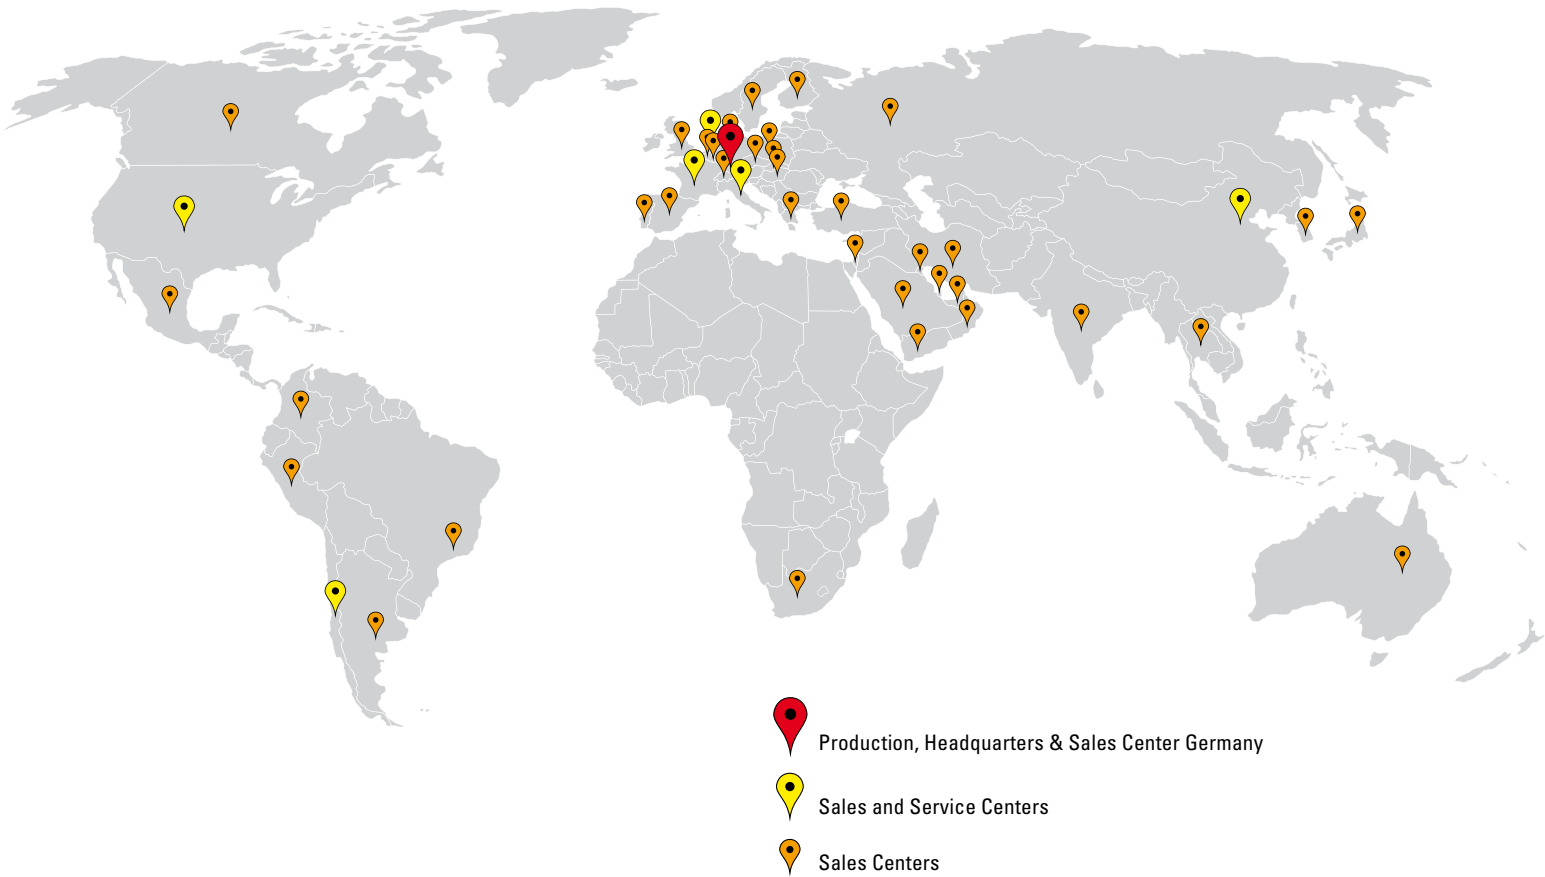 Production, Headquarters & Sales Center Germany
Sales and Service Centers
Sales Centers